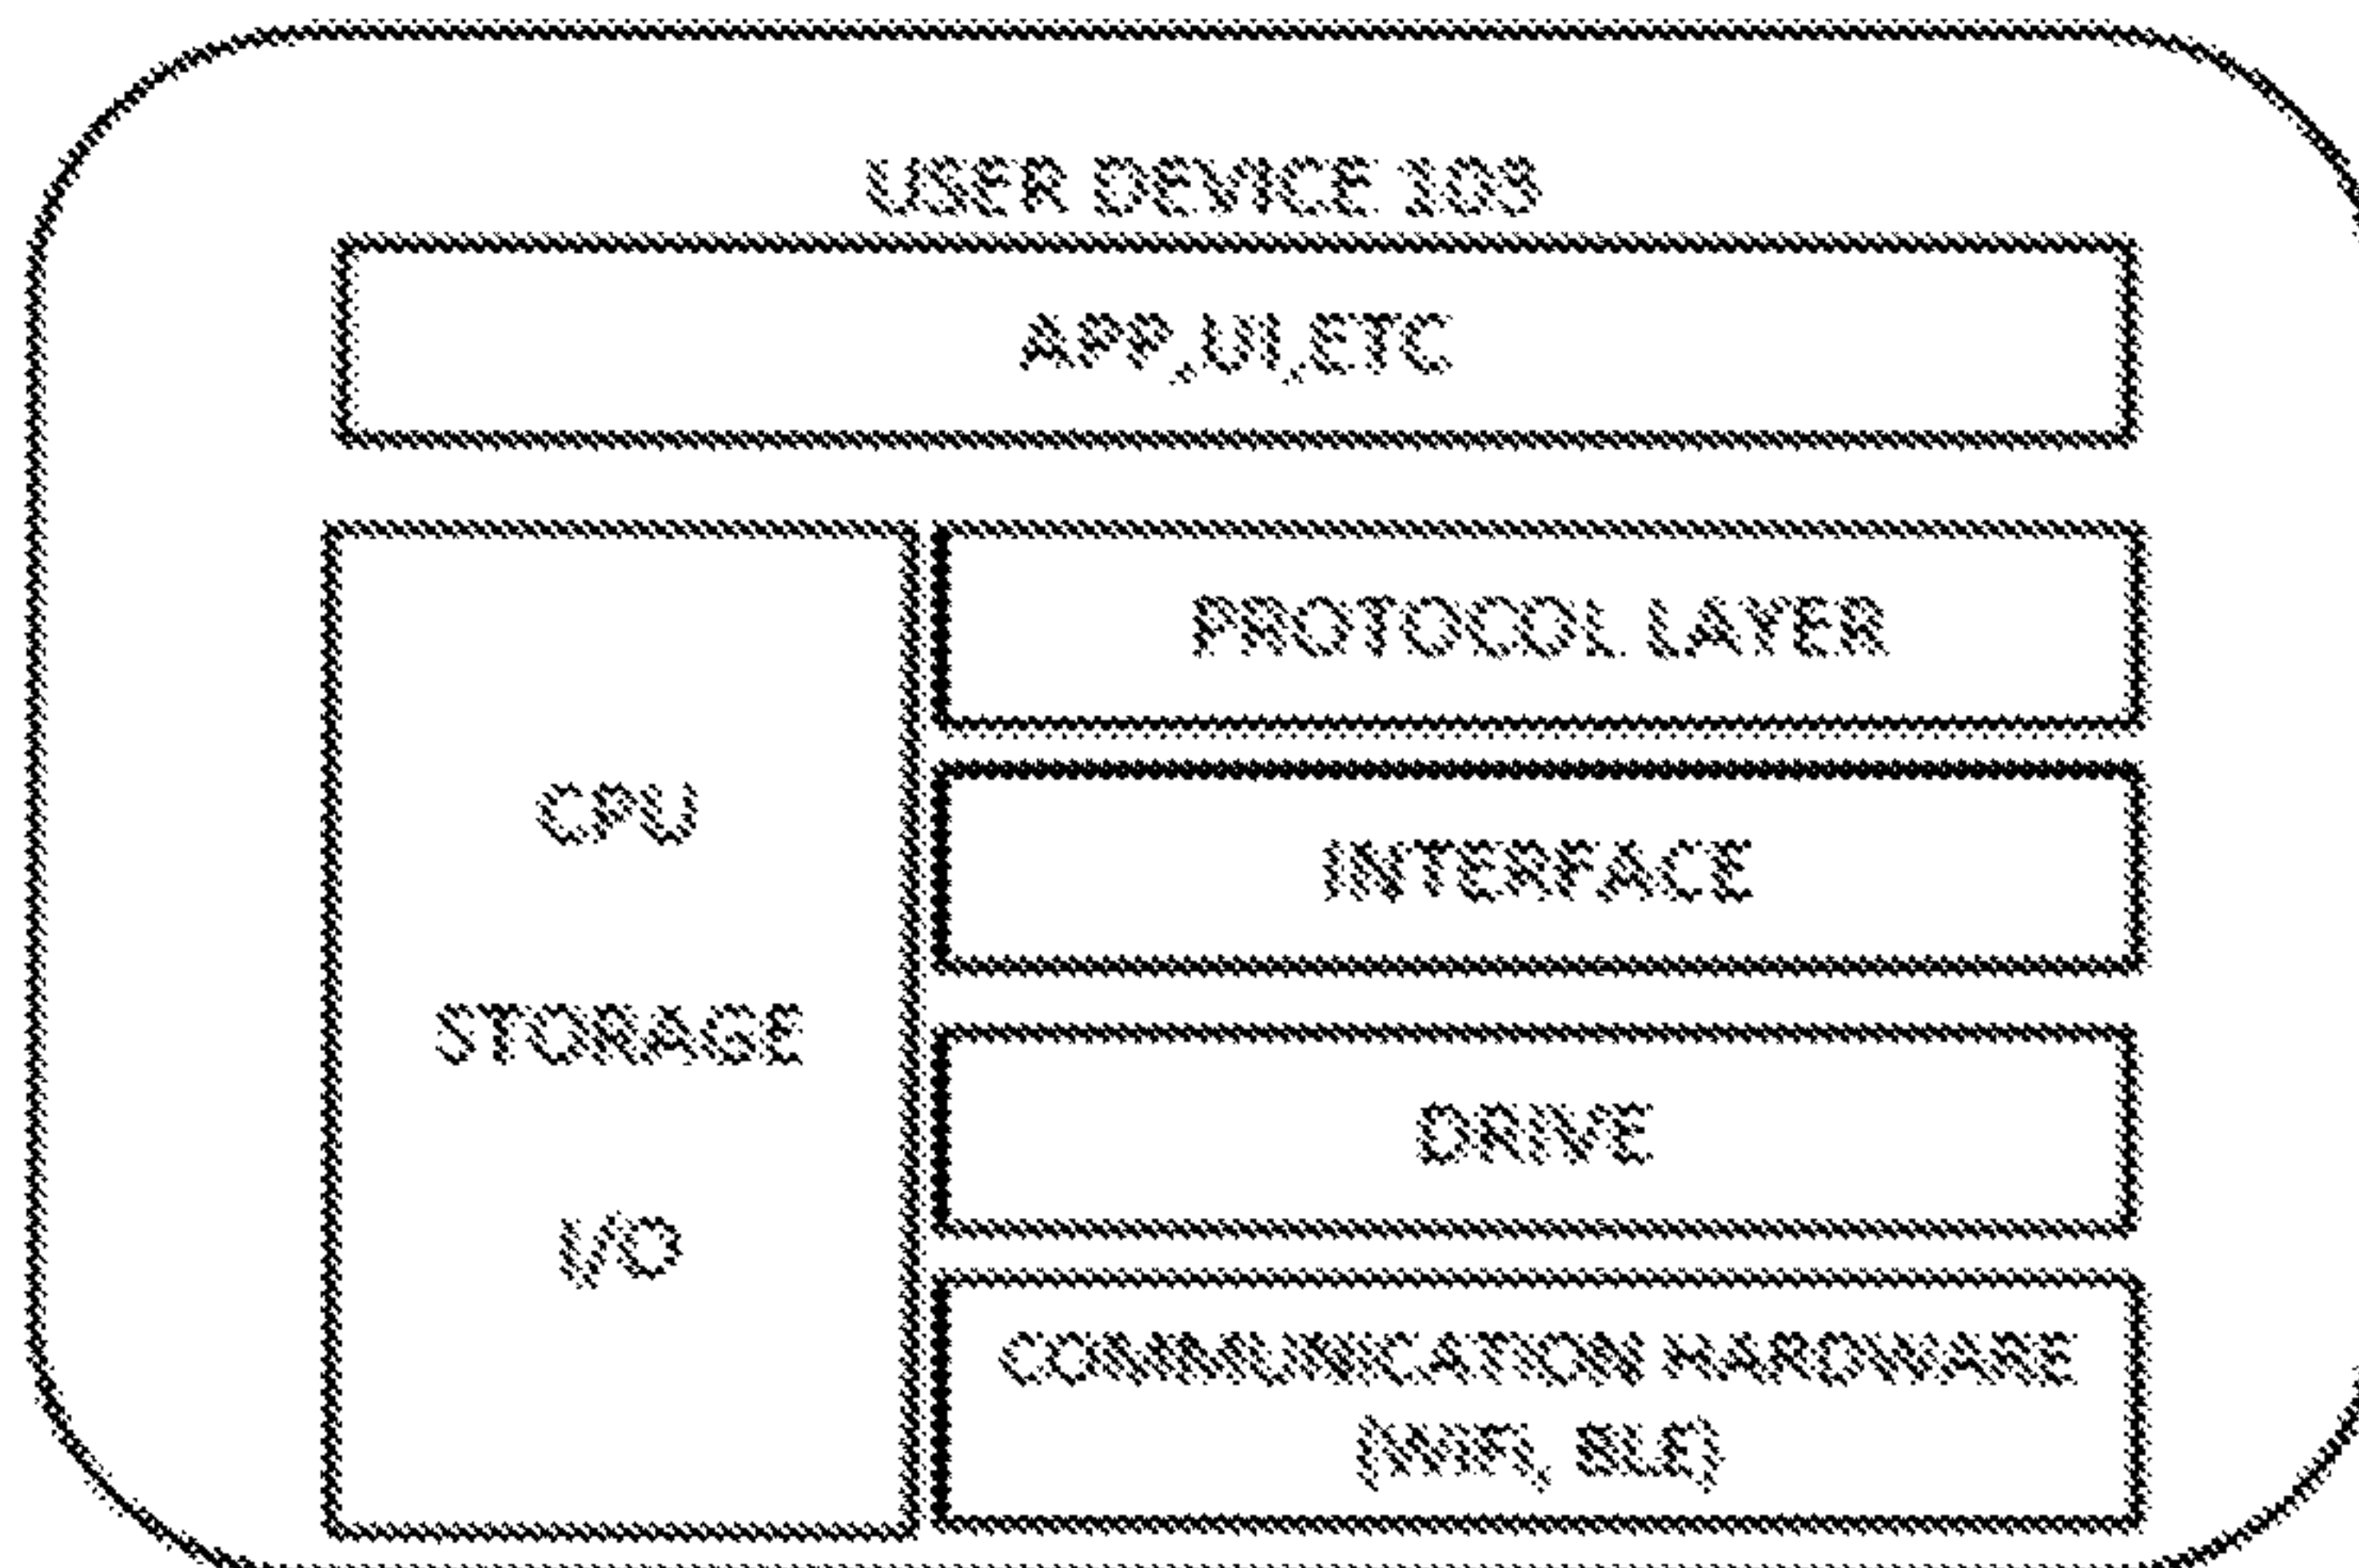 USER DEVICE 103
APP,UI,ETC
CPU
STORAGE
I/O
PROTOCOL LAYER
INTERFACE
DRIVE
COMMUNICATION HARDWARE
(WIFI, BLE)